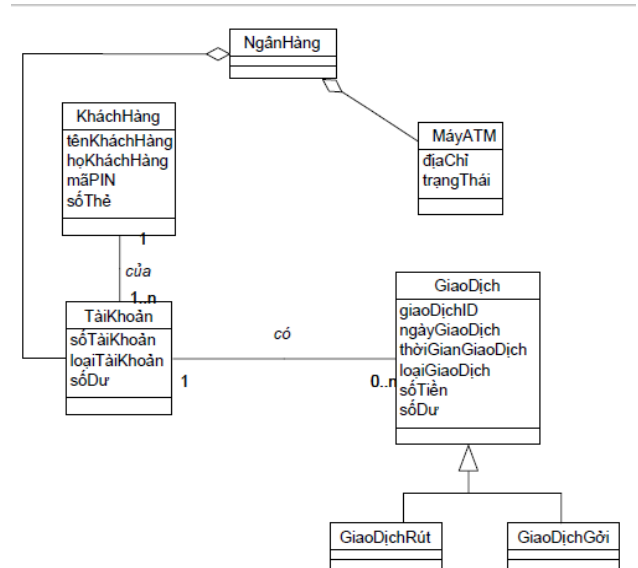 NgânHàng
KháchHàng
tênKháchHàng
họKháchHàng
mãPIN
sốThẻ
MáyATM
địaChỉ
trạngThái
1
của
1..n
TàiKhoản
sốTàiKhoản
loạiTàiKhoản
sốDư
1
có
0..n
GiaoDịch
giaoDịchID
ngàyGiaoDịch
thờiGianGiaoDịch
loạiGiaoDịch
sốTiền
sốDư
GiaoDịchRút
GiaoDịchGởi